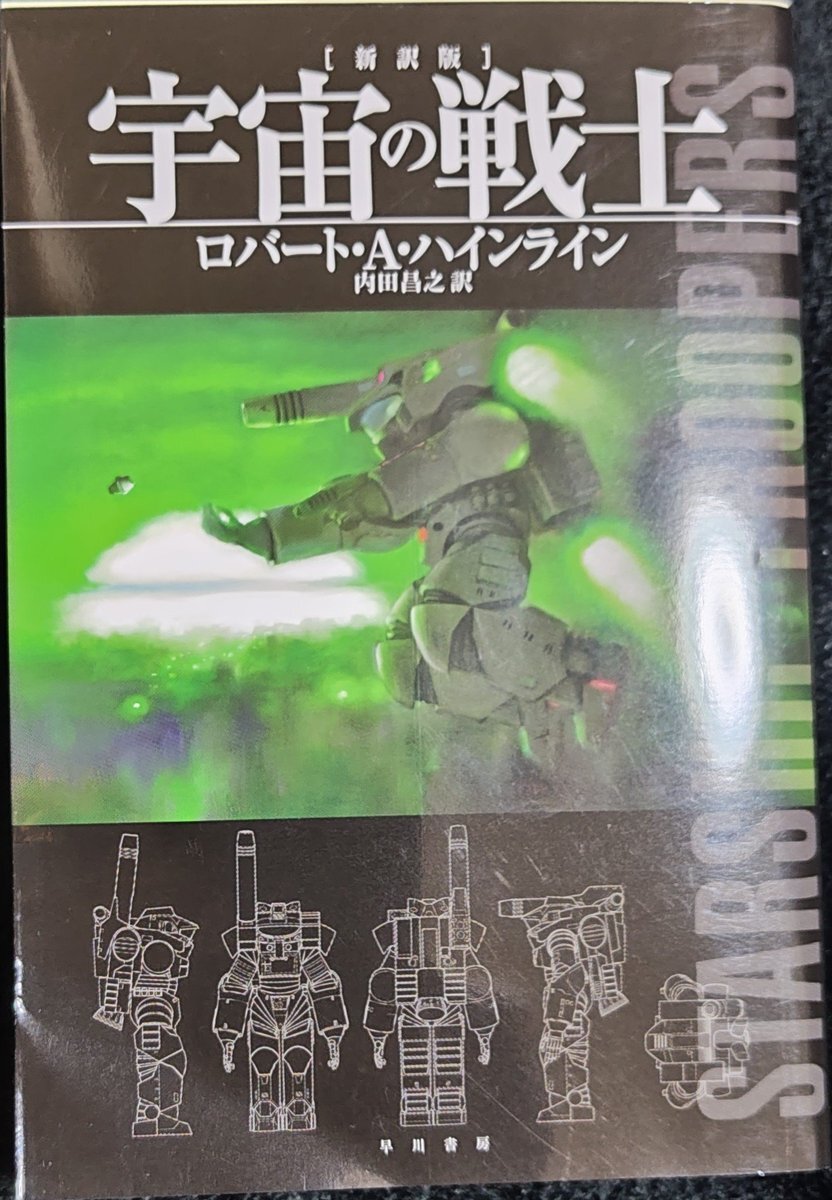 [新訳版]
宇宙の戦士
ロバート・A・ハインライン
内田昌之 訳
STARSHIP TROOPERS
早川書房